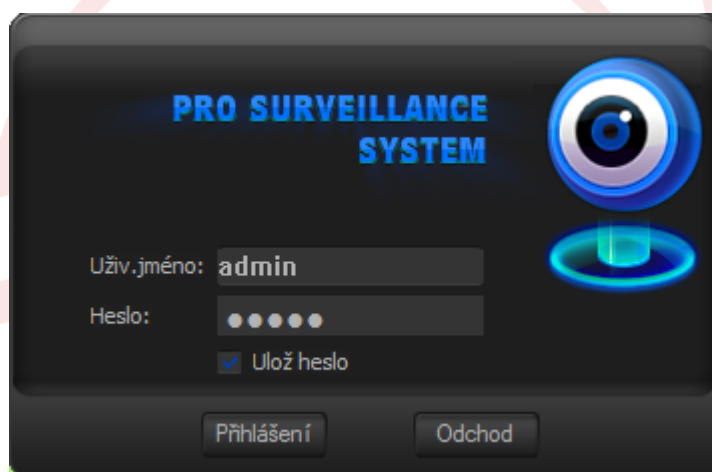 PRO SURVEILLANCE
SYSTEM
Uživ.jméno: admin
Heslo: ●●●●●
Ulož heslo
Přihlášení Odchod